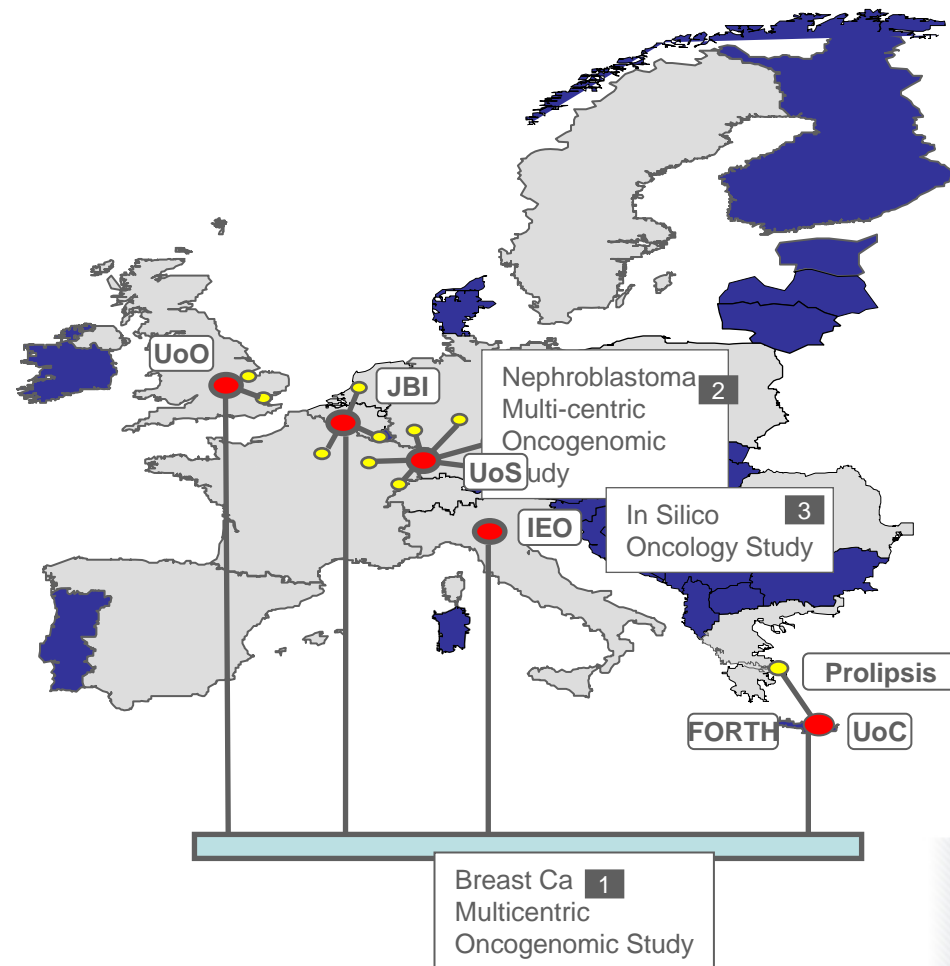 UoO
JBI
Nephroblastoma
2
Multi-centric
Oncogenomic
udy
UoS
IEO
In Silico
3
Oncology Study
Prolipsis
FORTH
UoC
Breast Ca
1
Multicentric
Oncogenomic Study